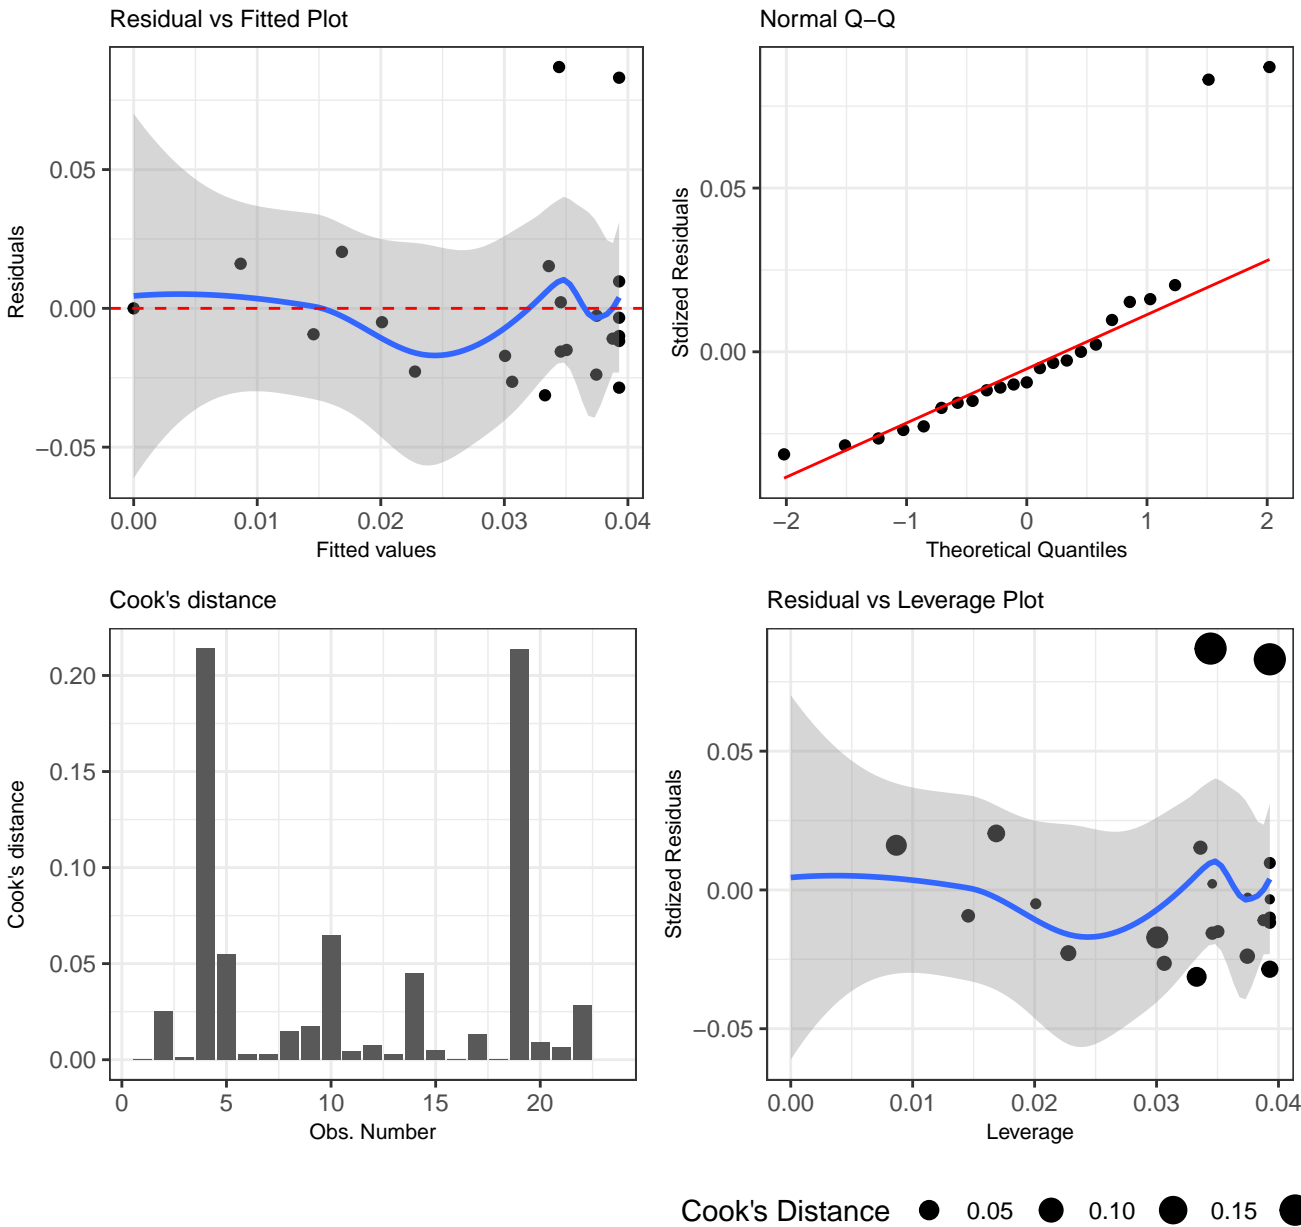 Residual vs Fitted Plot
Residuals
0.05
0.00
−0.05
0.00 0.01 0.02 0.03 0.04
Fitted values
Normal Q−Q
Stdized Residuals
0.05
0.00
−2 −1 0 1 2
Theoretical Quantiles
Cook's distance
Cook's distance
0.20
0.15
0.10
0.05
0.00
0 5 10 15 20
Obs. Number
Residual vs Leverage Plot
Stdized Residuals
0.05
0.00
−0.05
0.00 0.01 0.02 0.03 0.04
Leverage
Cook's Distance 0.05 0.10 0.15